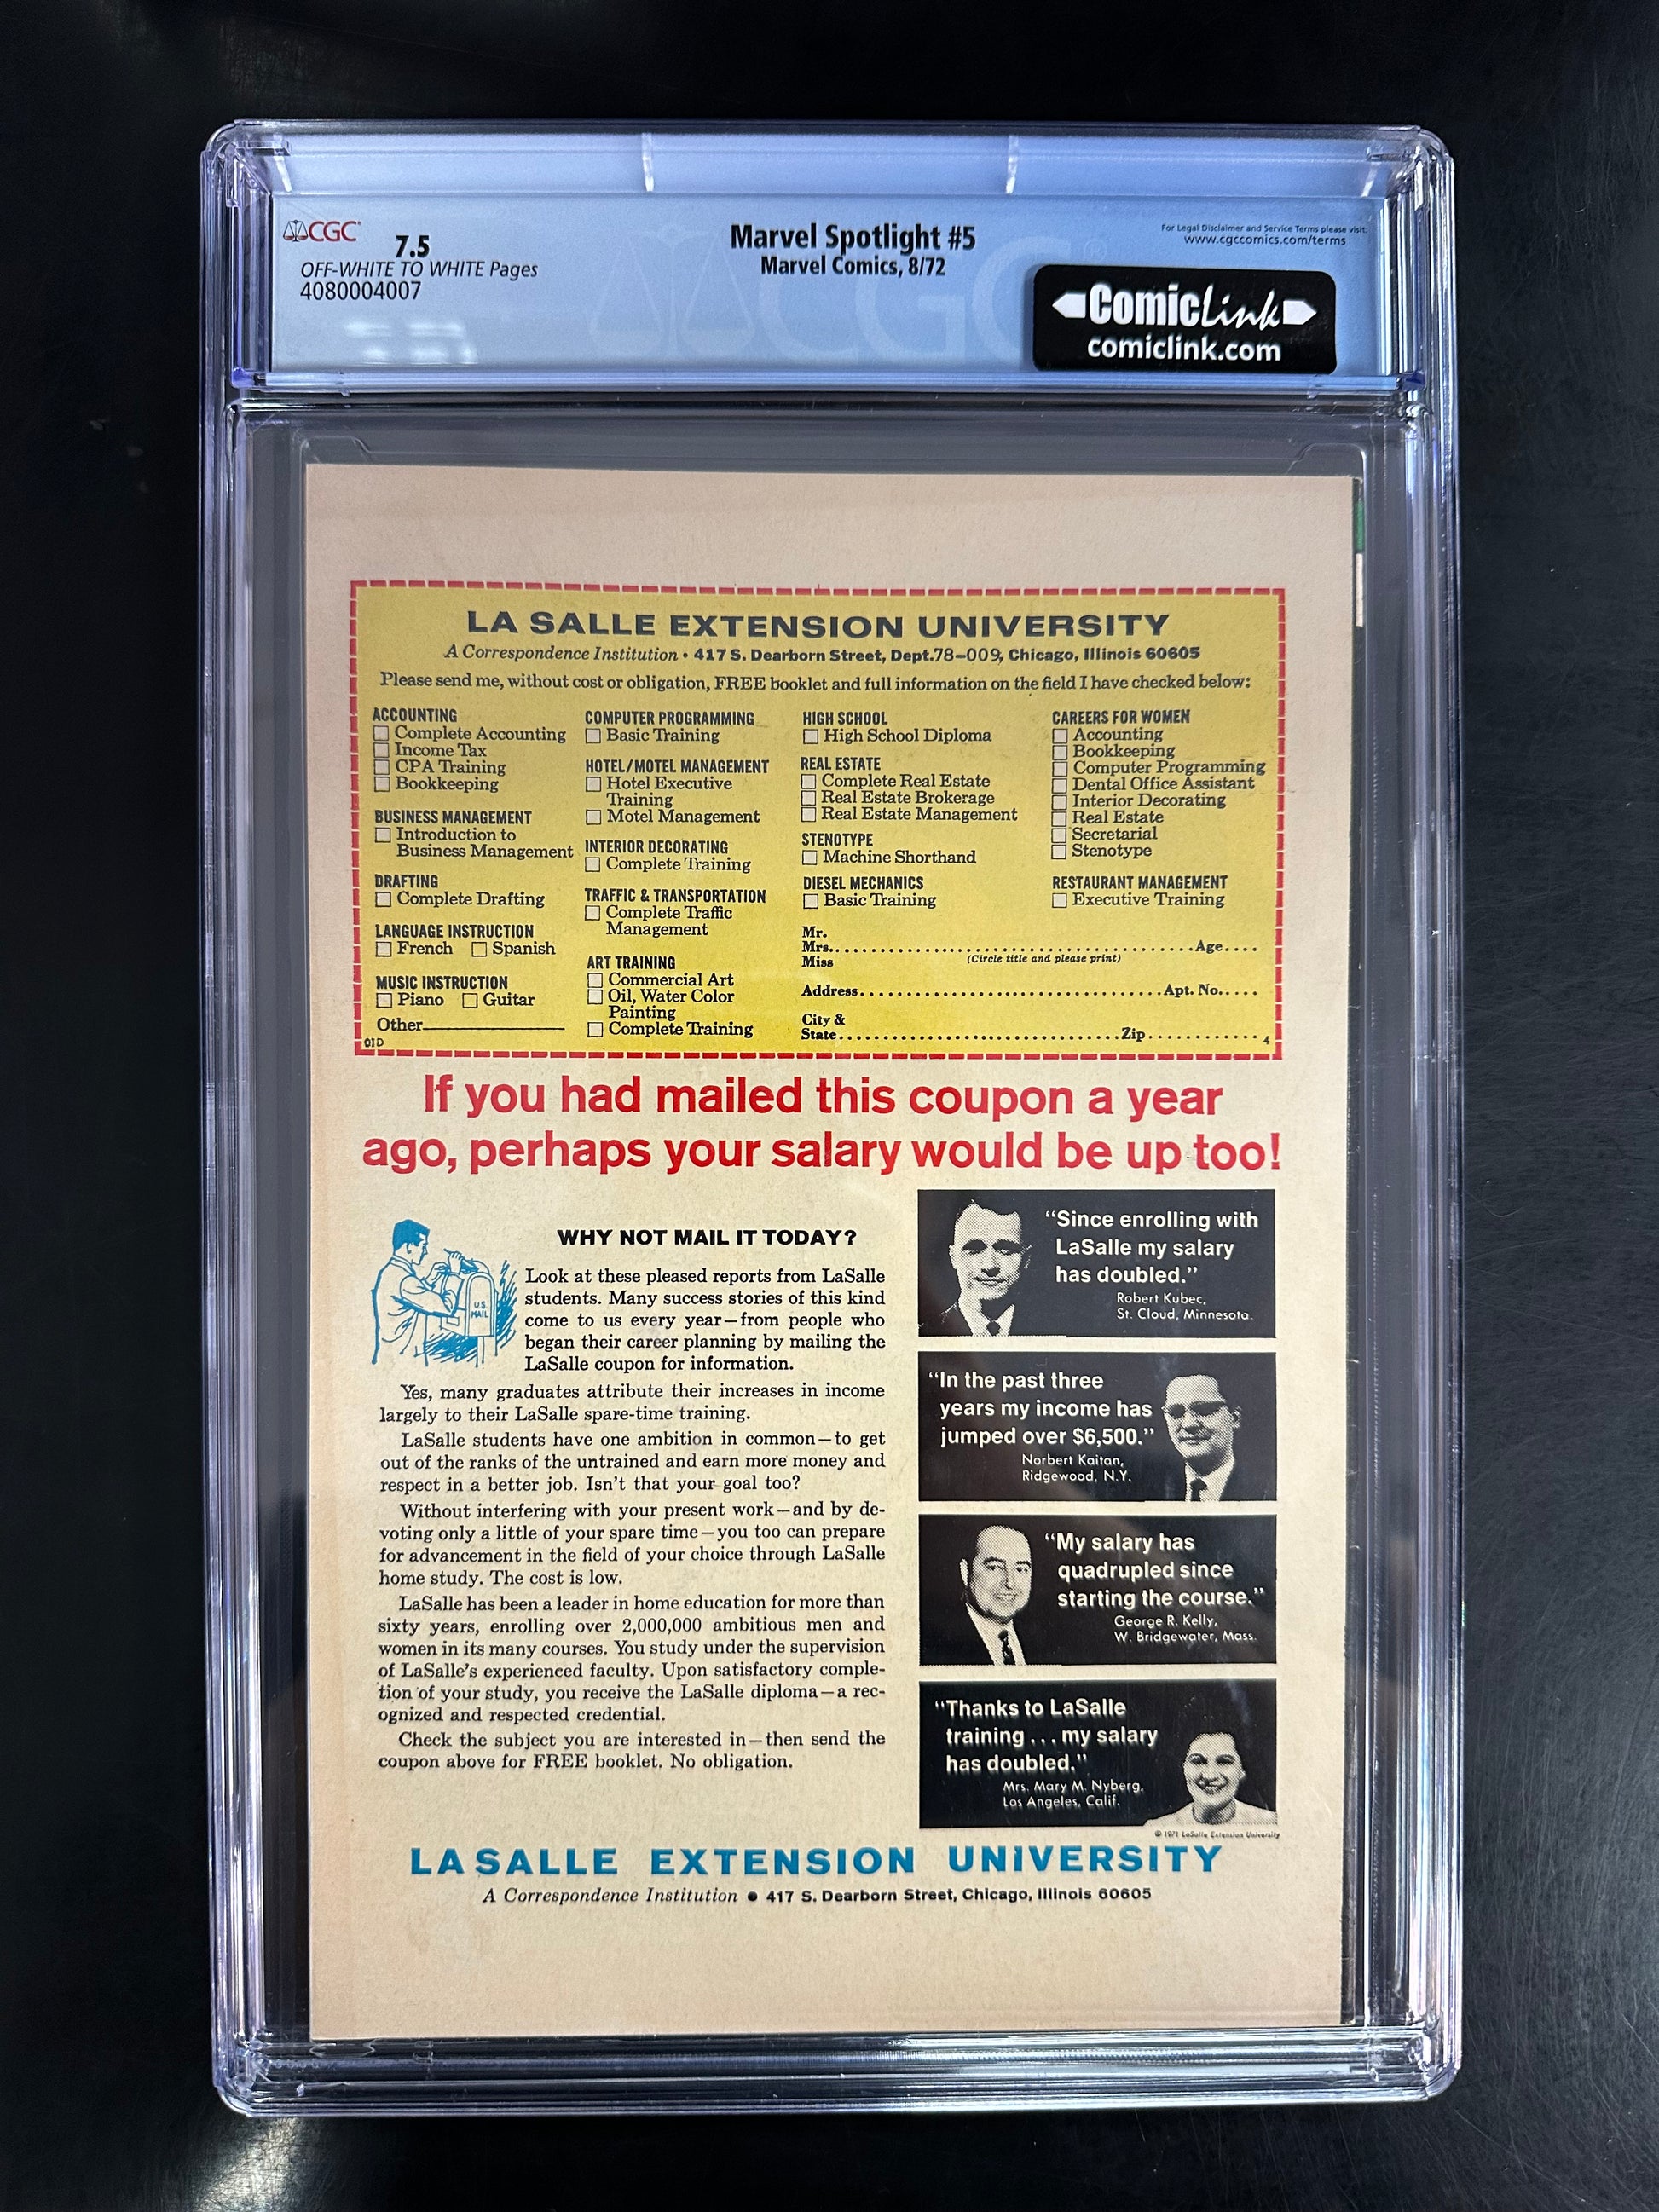 CGC
7.5
OFF-WHITE TO WHITE Pages
4080004007
Marvel Spotlight #5
Marvel Comics, 8/72
For Legal Disclaimer and Service Terms please visit:
www.cgccomics.com/terms
CGC
ComicLink
comiclink.com
LA SALLE EXTENSION UNIVERSITY
A Correspondence Institution • 417 S. Dearborn Street, Dept.78-009, Chicago, Illinois 60605
Please send me, without cost or obligation, FREE booklet and full information on the field I have checked below:
ACCOUNTING
Complete Accounting
Income Tax
CPA Training
Bookkeeping
BUSINESS MANAGEMENT
Introduction to
Business Management
DRAFTING
Complete Drafting
LANGUAGE INSTRUCTION
French Spanish
MUSIC INSTRUCTION
Piano Guitar
Other
01D
COMPUTER PROGRAMMING
Basic Training
HOTEL/MOTEL MANAGEMENT
Hotel Executive
Training
Motel Management
INTERIOR DECORATING
Complete Training
TRAFFIC & TRANSPORTATION
Complete Traffic
Management
ART TRAINING
Commercial Art
Oil, Water Color
Painting
Complete Training
HIGH SCHOOL
High School Diploma
REAL ESTATE
Complete Real Estate
Real Estate Brokerage
Real Estate Management
STENOTYPE
Machine Shorthand
DIESEL MECHANICS
Basic Training
CAREERS FOR WOMEN
Accounting
Bookkeeping
Computer Programming
Dental Office Assistant
Interior Decorating
Real Estate
Secretarial
Stenotype
RESTAURANT MANAGEMENT
Executive Training
Mr.
Mrs. Age
Miss (Circle title and please print)
Address Apt. No.
City &
State Zip
4
If you had mailed this coupon a year
ago, perhaps your salary would be up too!
WHY NOT MAIL IT TODAY?
U.S.
MAIL
Look at these pleased reports from LaSalle
students. Many success stories of this kind
come to us every year—from people who
began their career planning by mailing the
LaSalle coupon for information.
Yes, many graduates attribute their increases in income
largely to their LaSalle spare-time training.
LaSalle students have one ambition in common—to get
out of the ranks of the untrained and earn more money and
respect in a better job. Isn't that your goal too?
Without interfering with your present work—and by de-
voting only a little of your spare time—you too can prepare
for advancement in the field of your choice through LaSalle
home study. The cost is low.
LaSalle has been a leader in home education for more than
sixty years, enrolling over 2,000,000 ambitious men and
women in its many courses. You study under the supervision
of LaSalle's experienced faculty. Upon satisfactory comple-
tion of your study, you receive the LaSalle diploma—a rec-
ognized and respected credential.
Check the subject you are interested in—then send the
coupon above for FREE booklet. No obligation.
"Since enrolling with
LaSalle my salary
has doubled."
Robert Kubec,
St. Cloud, Minnesota.
"In the past three
years my income has
jumped over $6,500."
Norbert Kaitan,
Ridgewood, N.Y.
"My salary has
quadrupled since
starting the course."
George R. Kelly,
W. Bridgewater, Mass.
"Thanks to LaSalle
training ... my salary
has doubled."
Mrs. Mary M. Nyberg,
Los Angeles, Calif.
© 1971 LaSalle Extension University
LASALLE EXTENSION UNIVERSITY
A Correspondence Institution • 417 S. Dearborn Street, Chicago, Illinois 60605